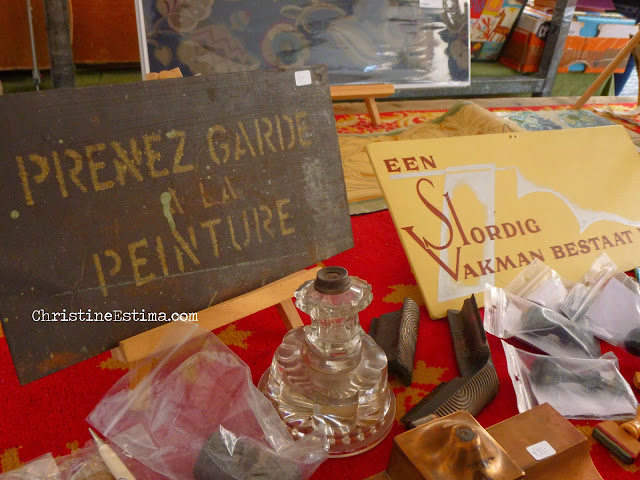 PRENEZ GARDE
A LA
PEINTURE
ChristineEstima.com
EEN
SLORDIG
VAKMAN BESTAAT